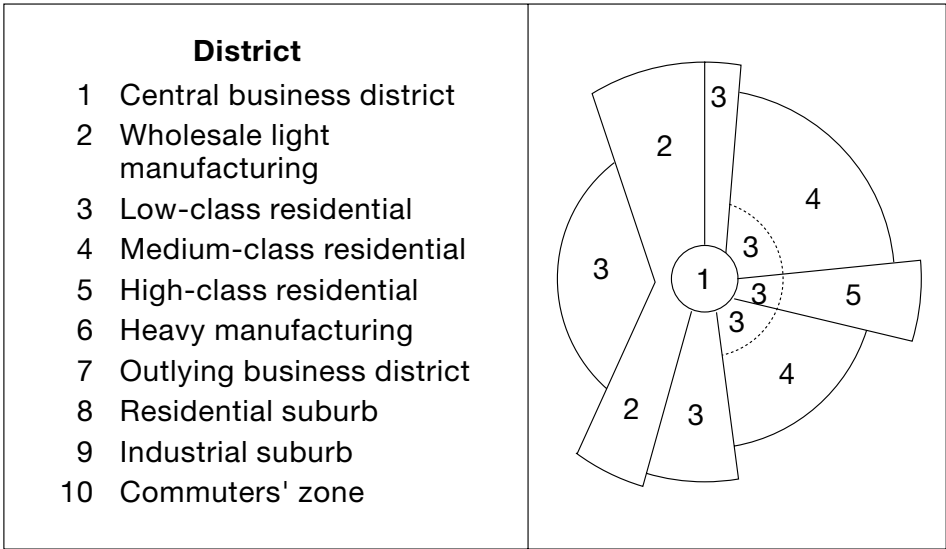 District
1 Central business district
2 Wholesale light
manufacturing
3 Low-class residential
4 Medium-class residential
5 High-class residential
6 Heavy manufacturing
7 Outlying business district
8 Residential suburb
9 Industrial suburb
10 Commuters' zone
3
2
4
3
3
1
3
5
3
4
2
3